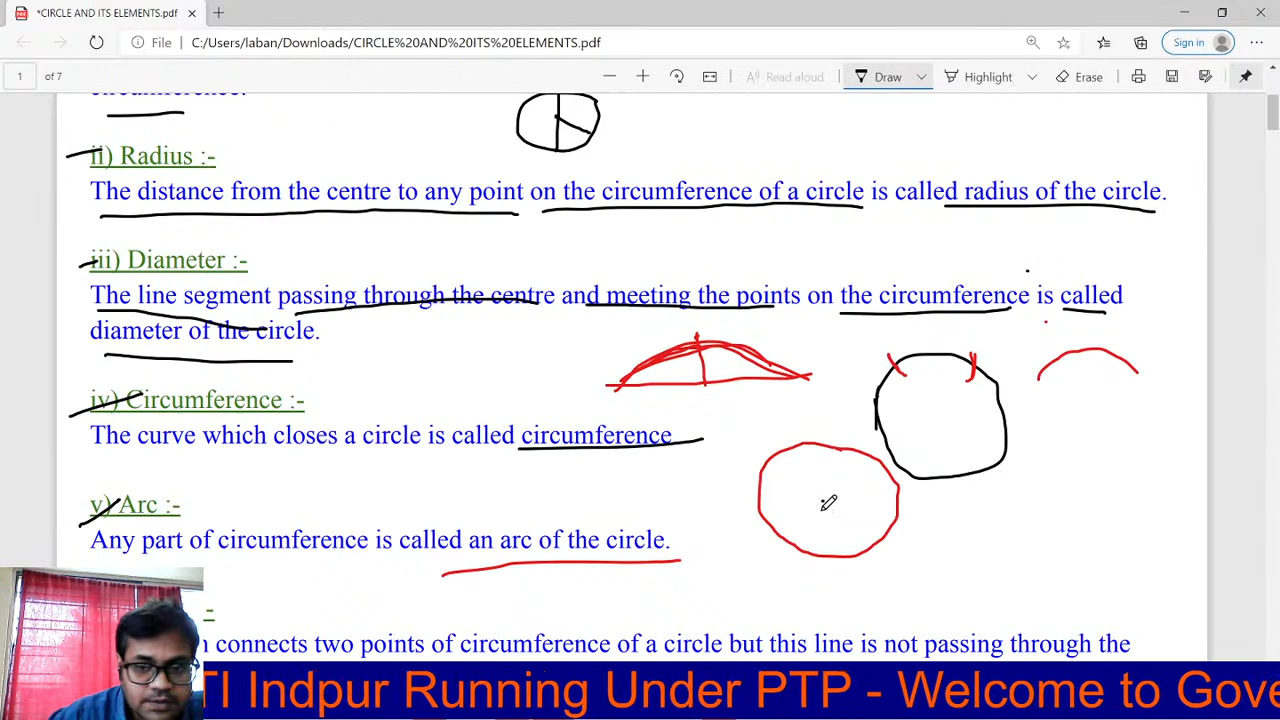 *CIRCLE AND ITS ELEMENTS.pdf
File C:/Users/laban/Downloads/CIRCLE%20AND%20ITS%20ELEMENTS.pdf
Sign in
1 of 7
Read aloud Draw Highlight Erase
circumference.
ii) Radius :-
The distance from the centre to any point on the circumference of a circle is called radius of the circle.
iii) Diameter :-
The line segment passing through the centre and meeting the points on the circumference is called
diameter of the circle.
iv) Circumference :-
The curve which closes a circle is called circumference
v) Arc :-
Any part of circumference is called an arc of the circle.
:-
connects two points of circumference of a circle but this line is not passing through the
TI Indpur Running Under PTP - Welcome to Gove